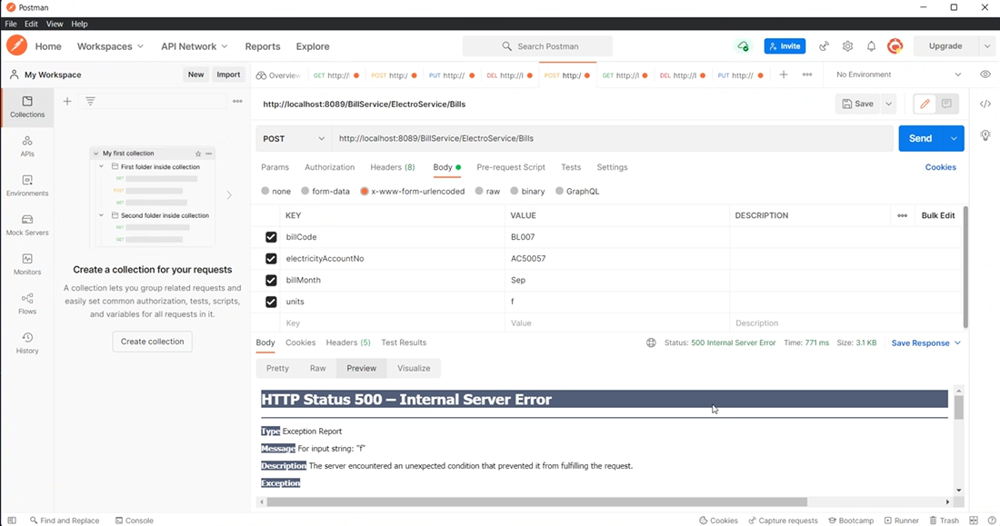 Postman
File Edit View Help
Home Workspaces API Network Reports Explore Search Postman Invite Upgrade
My Workspace New Import Overview GET http:// POST http:/ PUT http:// DEL http://l POST http:/ GET http://l DEL http://l PUT http://l No Environment
Collections
APIs
Environments
Mock Servers
Monitors
Flows
History
My first collection
First folder inside collection
GET
POST
GET
Second folder inside collection
GET
GET
Create a collection for your requests
A collection lets you group related requests and
easily set common authorization, tests, scripts,
and variables for all requests in it.
Create collection
http://localhost:8089/BillService/ElectroService/Bills Save
POST http://localhost:8089/BillService/ElectroService/Bills Send
Params Authorization Headers (8) Body Pre-request Script Tests Settings Cookies
none form-data x-www-form-urlencoded raw binary GraphQL
KEY VALUE DESCRIPTION Bulk Edit
billCode BL007
electricityAccountNo AC50057
billMonth Sep
units f
Key Value Description
Body Cookies Headers (5) Test Results Status: 500 Internal Server Error Time: 771 ms Size: 3.1 KB Save Response
Pretty Raw Preview Visualize
HTTP Status 500 – Internal Server Error
Type Exception Report
Message For input string: "f"
Description The server encountered an unexpected condition that prevented it from fulfilling the request.
Exception
Find and Replace Console Cookies Capture requests Bootcamp Runner Trash